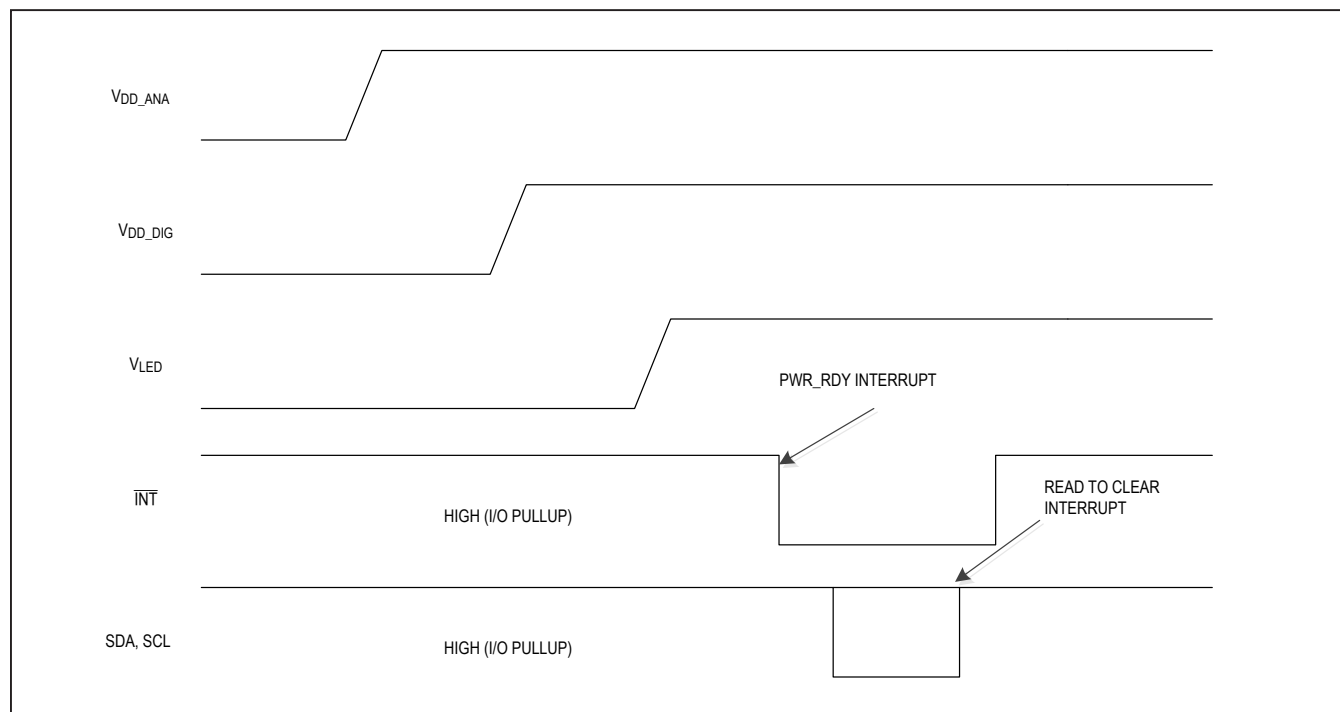 VDD_ANA
VDD_DIG
VLED
PWR_RDY INTERRUPT
INT
HIGH (I/O PULLUP)
READ TO CLEAR
INTERRUPT
SDA, SCL
HIGH (I/O PULLUP)